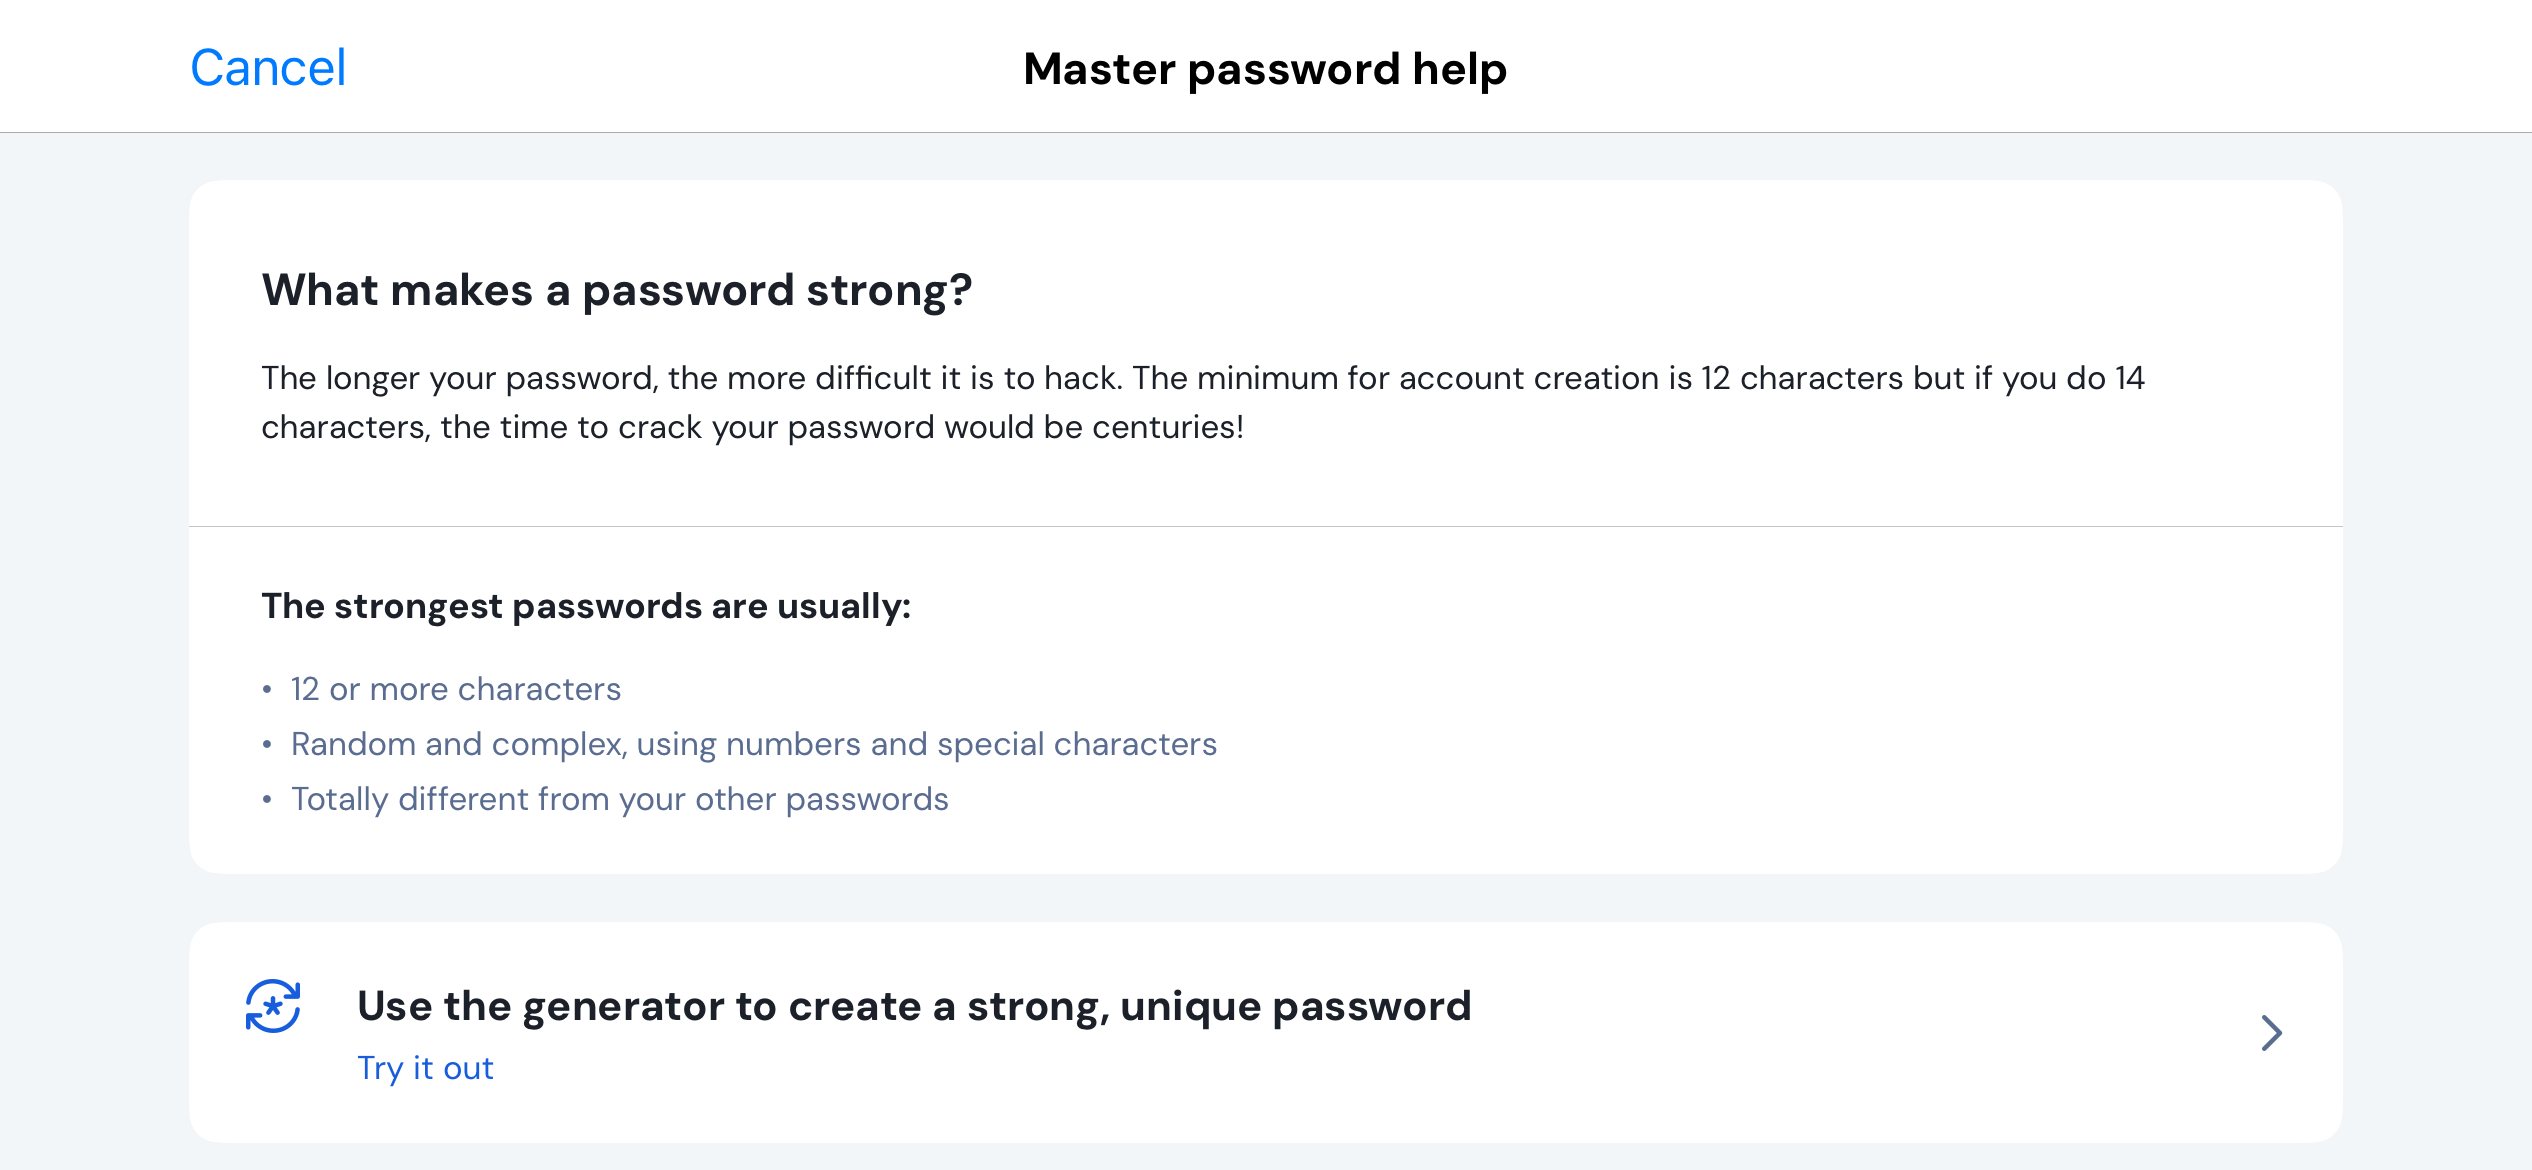 Cancel
Master password help
What makes a password strong?
The longer your password, the more difficult it is to hack. The minimum for account creation is 12 characters but if you do 14
characters, the time to crack your password would be centuries!
The strongest passwords are usually:
• 12 or more characters
• Random and complex, using numbers and special characters
• Totally different from your other passwords
Use the generator to create a strong, unique password
Try it out